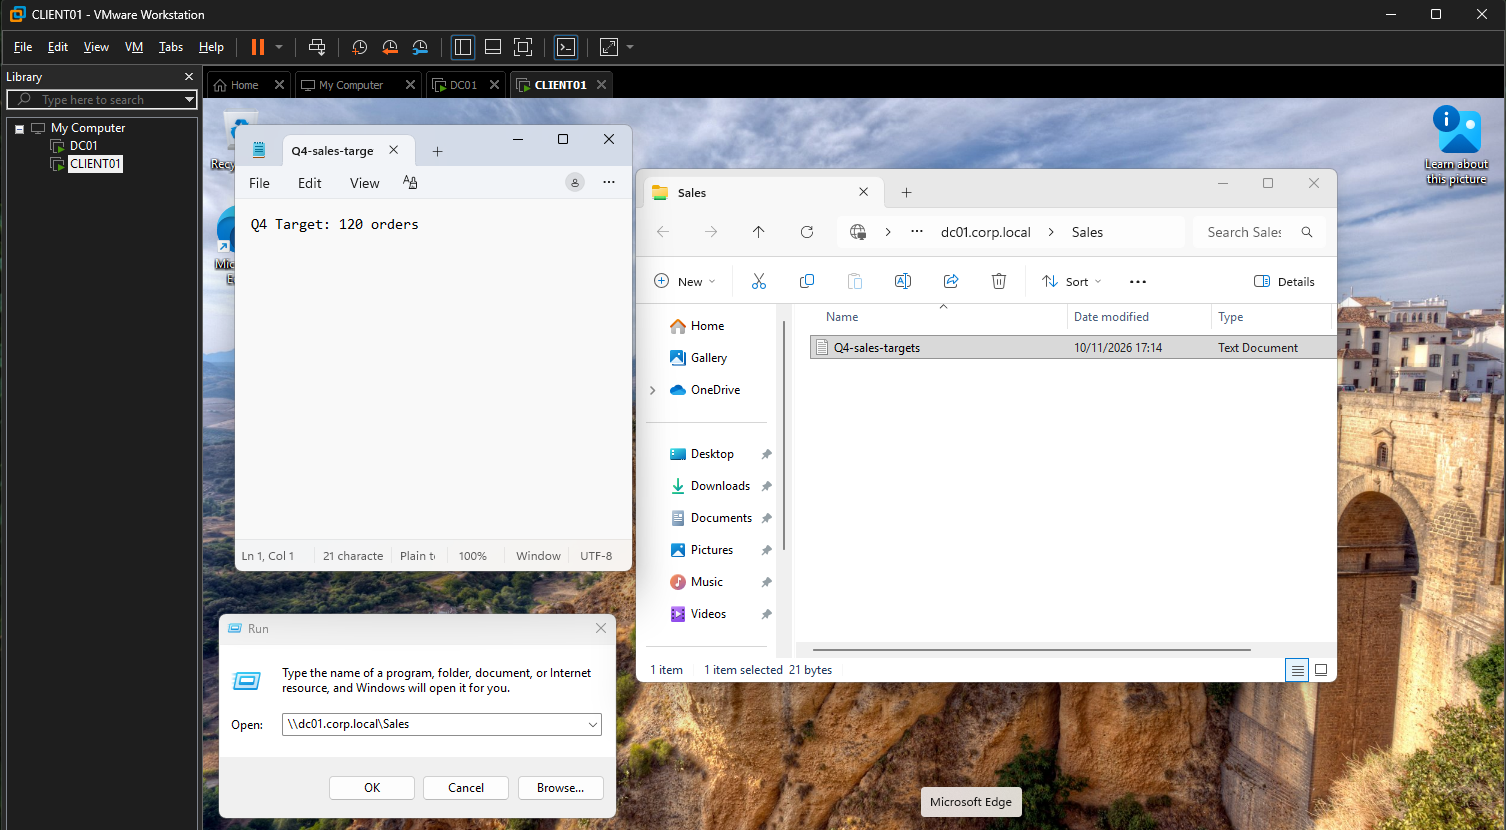 CLIENT01 - VMware Workstation
File Edit View VM Tabs Help
Library
Type here to search
My Computer
DC01
CLIENT01
Home My Computer DC01 CLIENT01
Learn about
this picture
Q4-sales-targe
File Edit View
Q4 Target: 120 orders
Ln 1, Col 1 21 characte Plain t 100% Window UTF-8
Sales
dc01.corp.local Sales Search Sales
New Sort Details
Home
Gallery
OneDrive
Desktop
Downloads
Documents
Pictures
Music
Videos
Name Date modified Type
Q4-sales-targets 10/11/2026 17:14 Text Document
1 item 1 item selected 21 bytes
Run
Type the name of a program, folder, document, or Internet
resource, and Windows will open it for you.
Open: \\dc01.corp.local\Sales
OK Cancel Browse...
Microsoft Edge